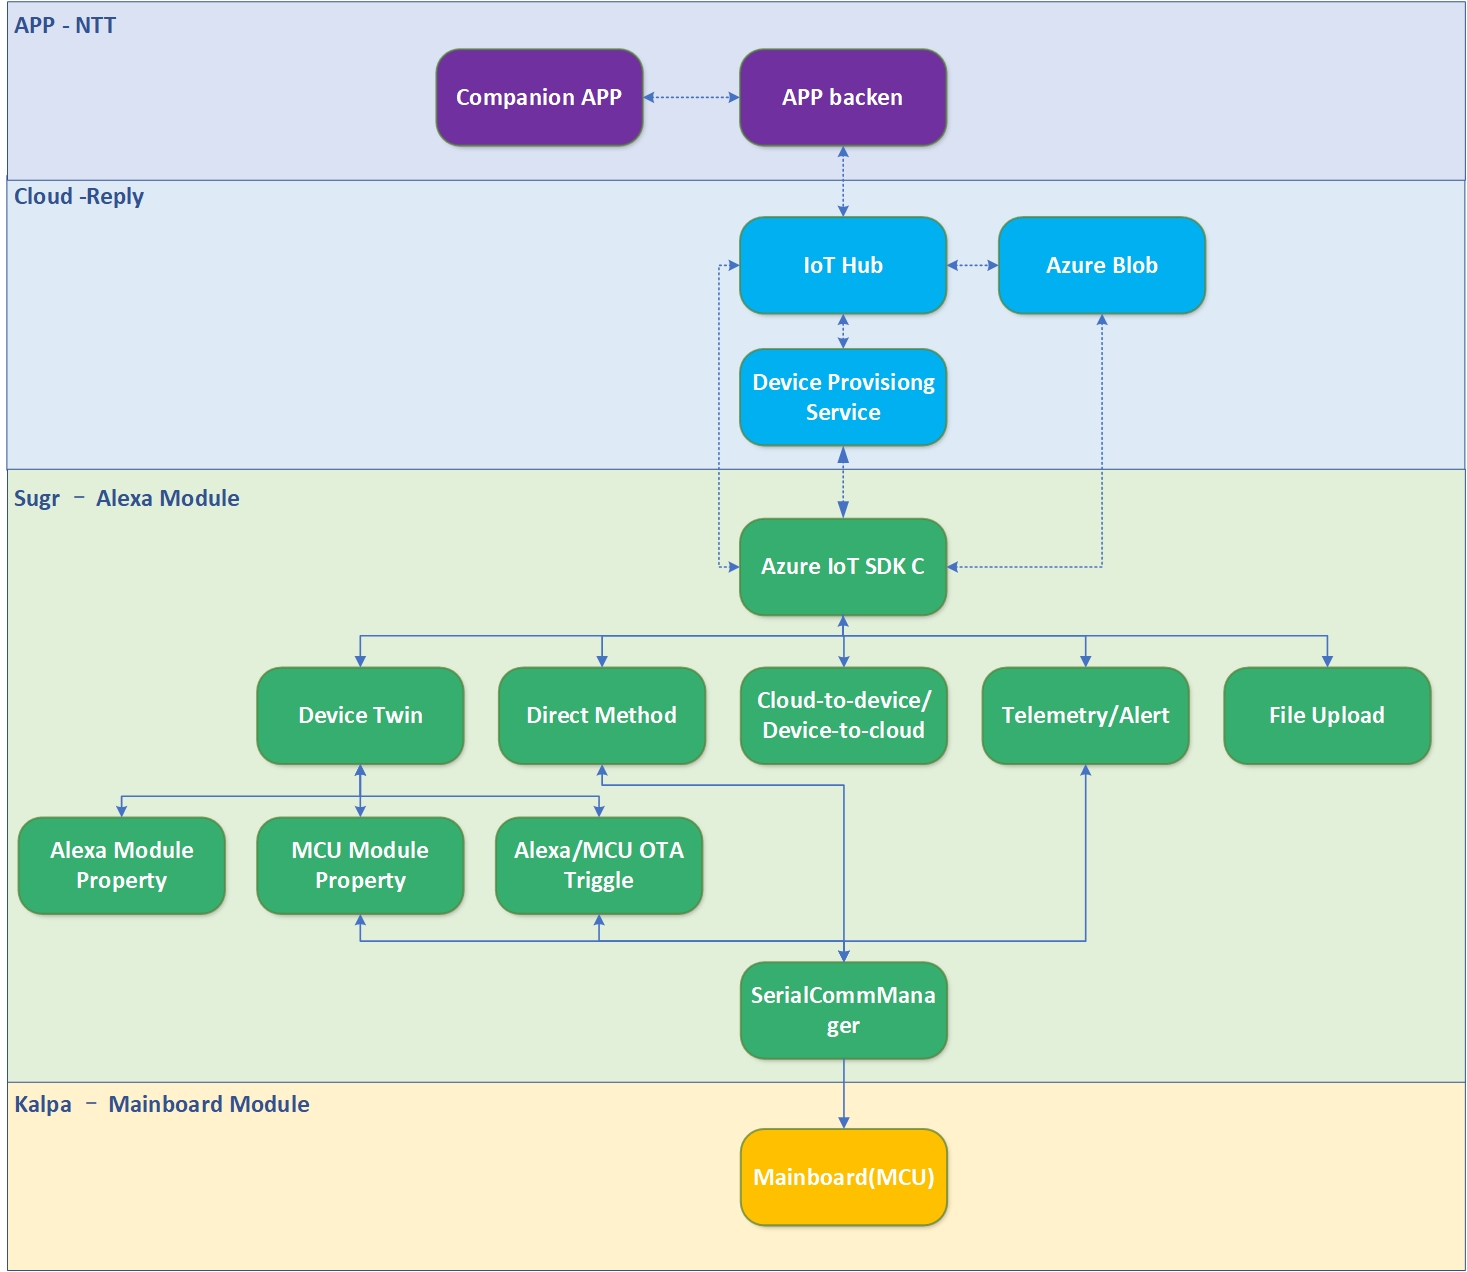 APP - NTT
Companion APP
APP backen
Cloud -Reply
IoT Hub
Azure Blob
Device Provisiong
Service
Sugr － Alexa Module
Azure IoT SDK C
Device Twin
Direct Method
Cloud-to-device/
Device-to-cloud
Telemetry/Alert
File Upload
Alexa Module
Property
MCU Module
Property
Alexa/MCU OTA
Triggle
SerialCommMana
ger
Kalpa － Mainboard Module
Mainboard(MCU)